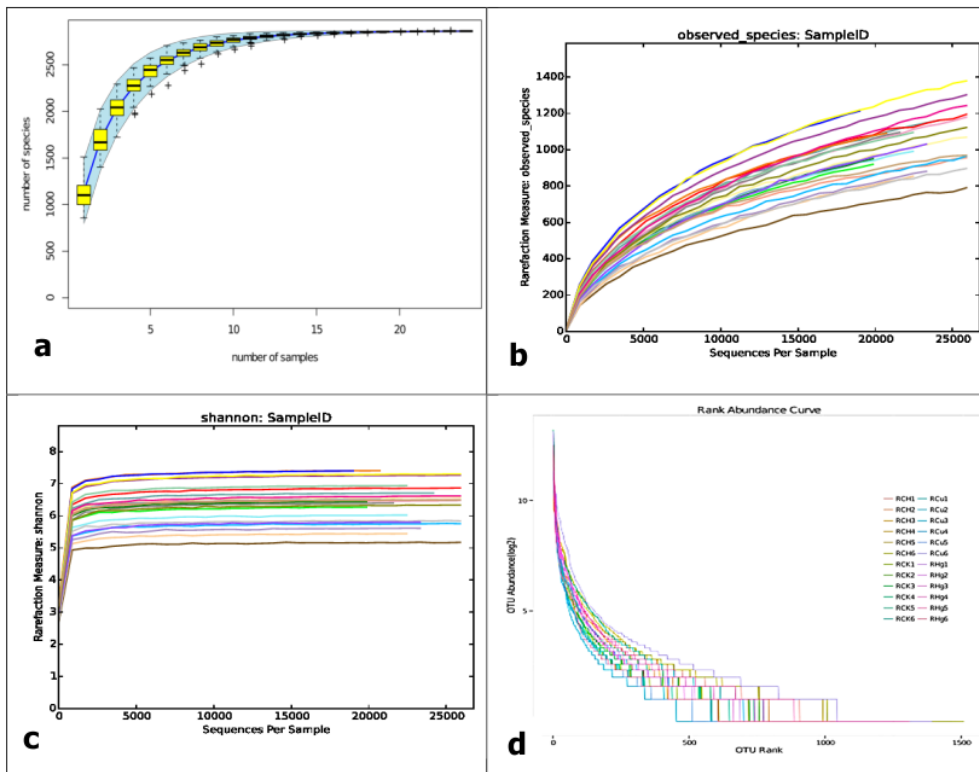 number of species
2500
2000
1500
1000
500
0
5
10
15
20
number of samples
a
observed_species: SampleID
Rarefaction Measure: observed_species
1400
1200
1000
800
600
400
200
0
0
5000
10000
15000
20000
25000
Sequences Per Sample
b
shannon: SampleID
Rarefaction Measure: shannon
8
7
6
5
4
3
2
1
0
0
5000
10000
15000
20000
25000
Sequences Per Sample
c
Rank Abundance Curve
OTU Abundance(log2)
10
5
RCH1 RCu1
RCH2 RCu2
RCH3 RCu3
RCH4 RCu4
RCH5 RCu5
RCH6 RCu6
RCK1 RHg1
RCK2 RHg2
RCK3 RHg3
RCK4 RHg4
RCK5 RHg5
RCK6 RHg6
0
500
1000
1500
OTU Rank
d